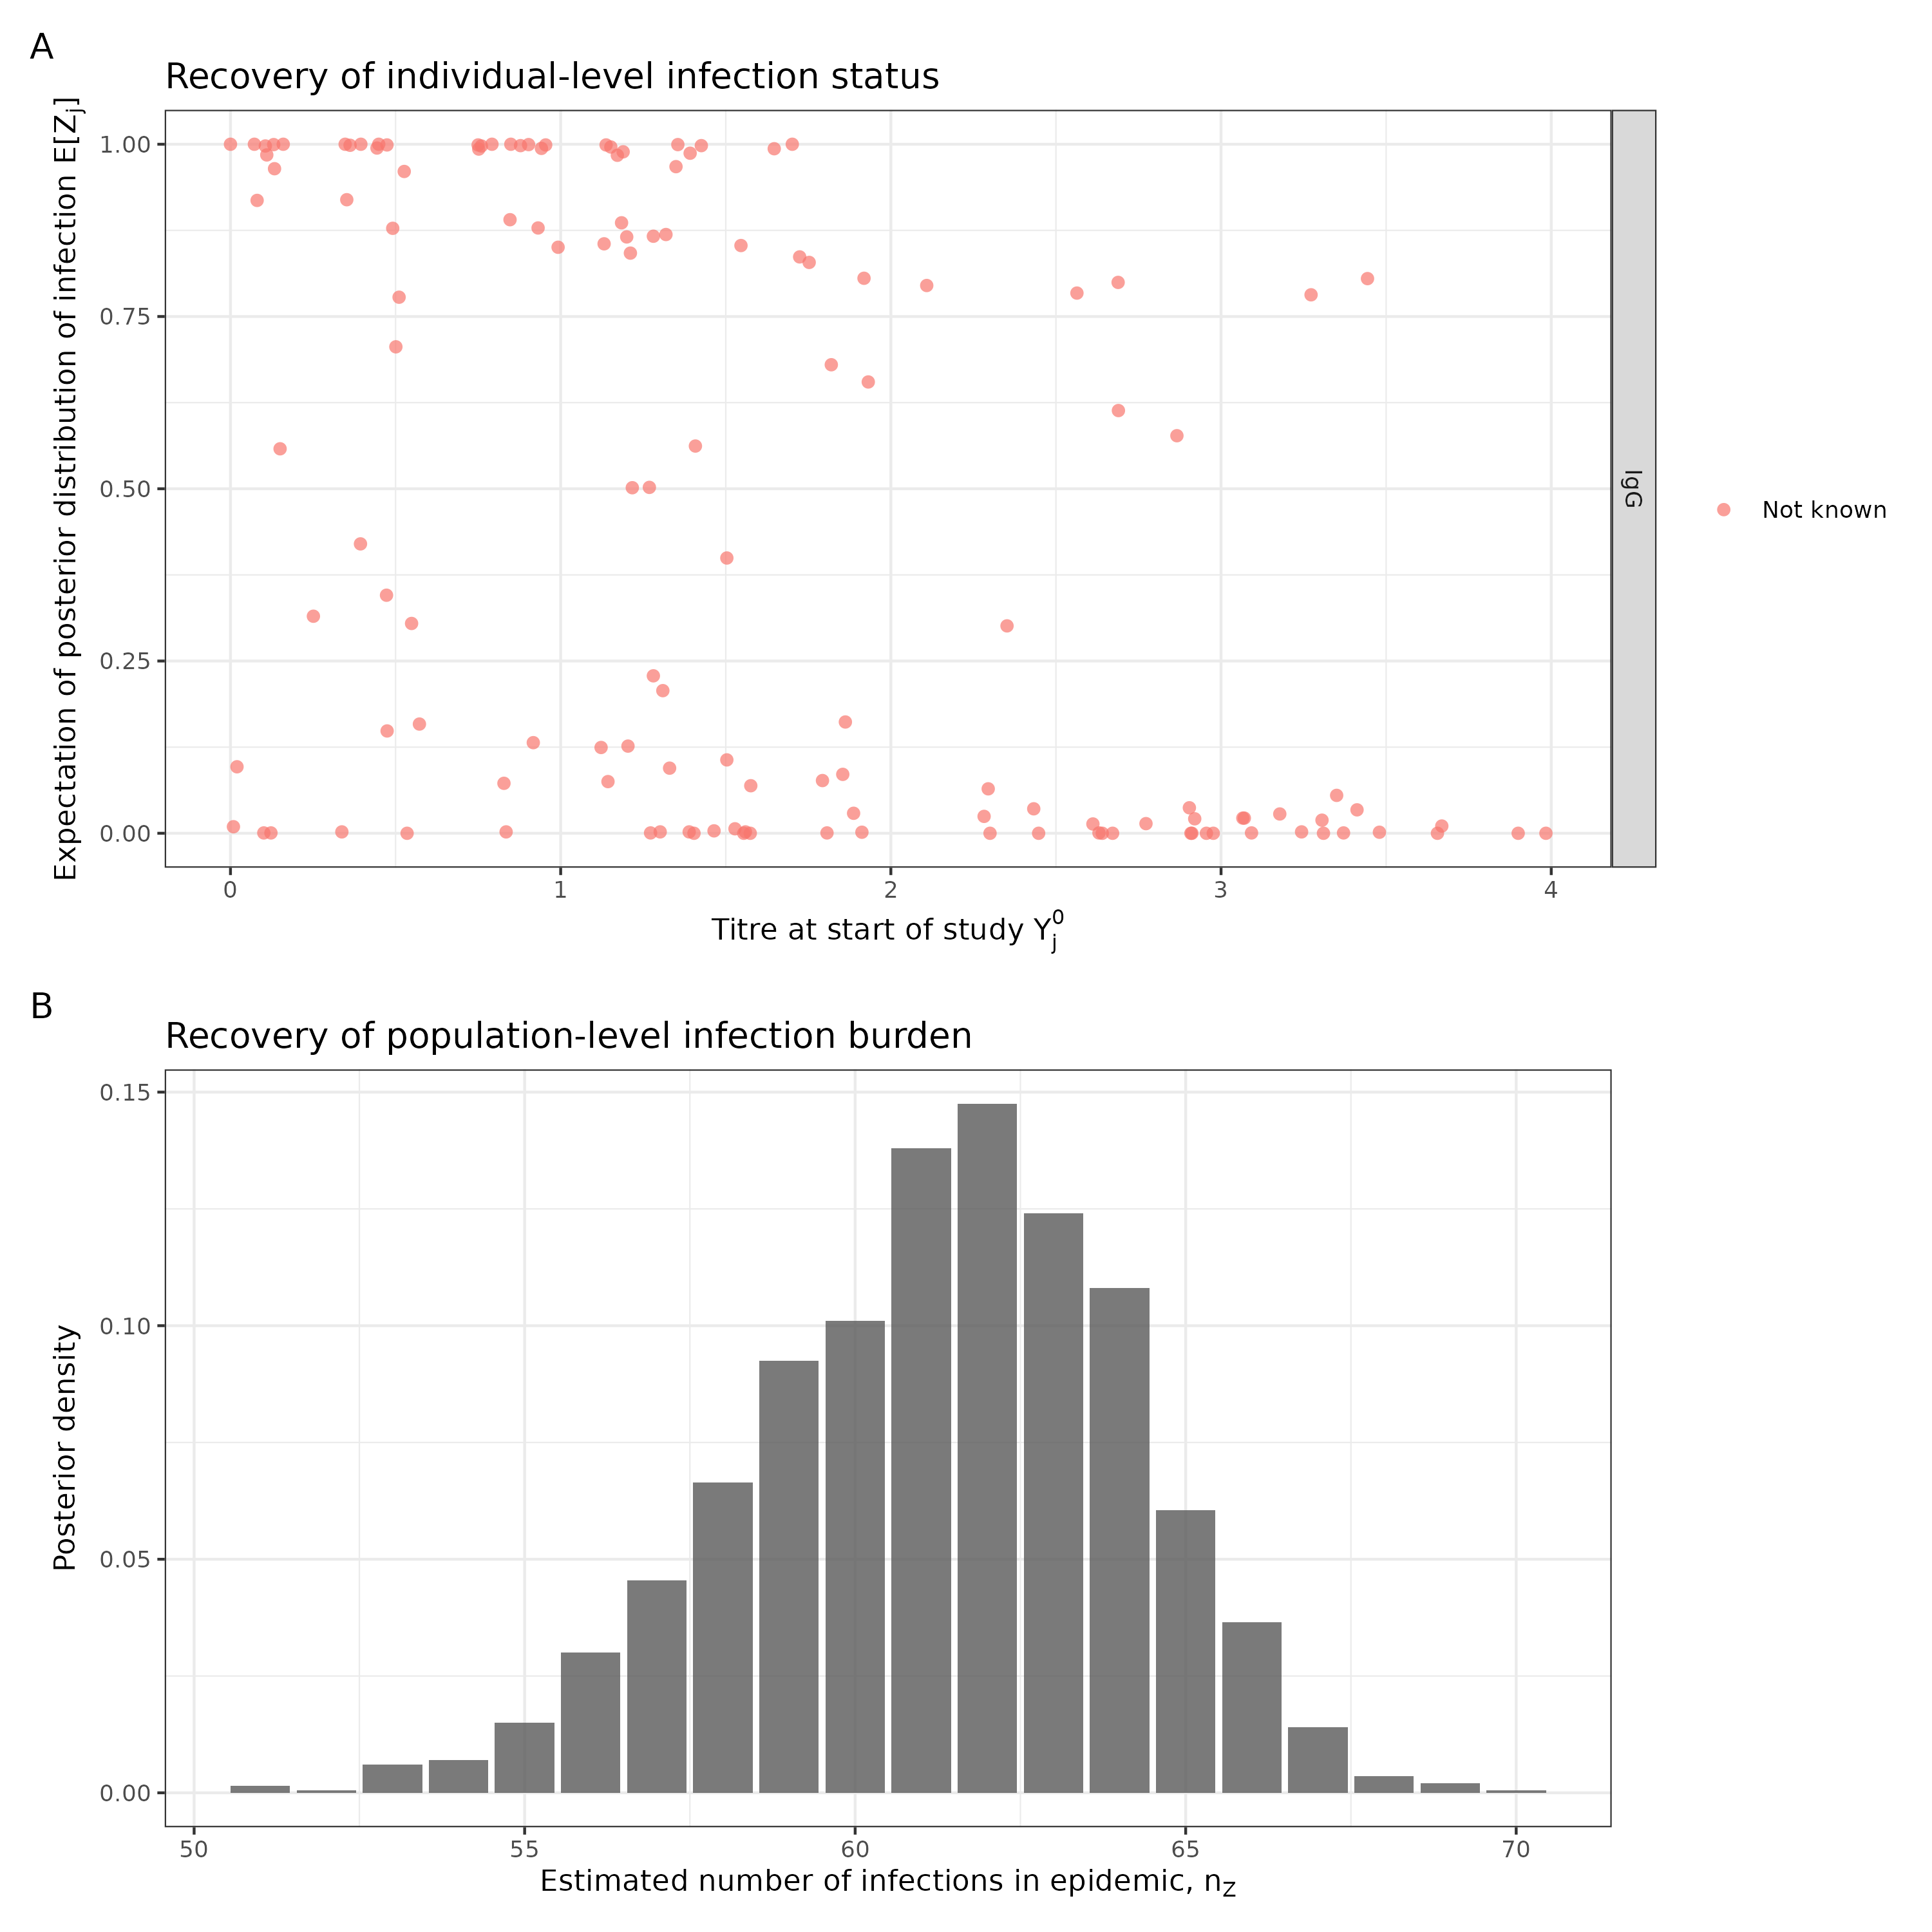 A
Recovery of individual-level infection status
Expectation of posterior distribution of infection E[Zj]
1.00
0.75
0.50
0.25
0.00
0 1 2 3 4
Titre at start of study Yj0
IgG
Not known
B
Recovery of population-level infection burden
Posterior density
0.15
0.10
0.05
0.00
50 55 60 65 70
Estimated number of infections in epidemic, nZ